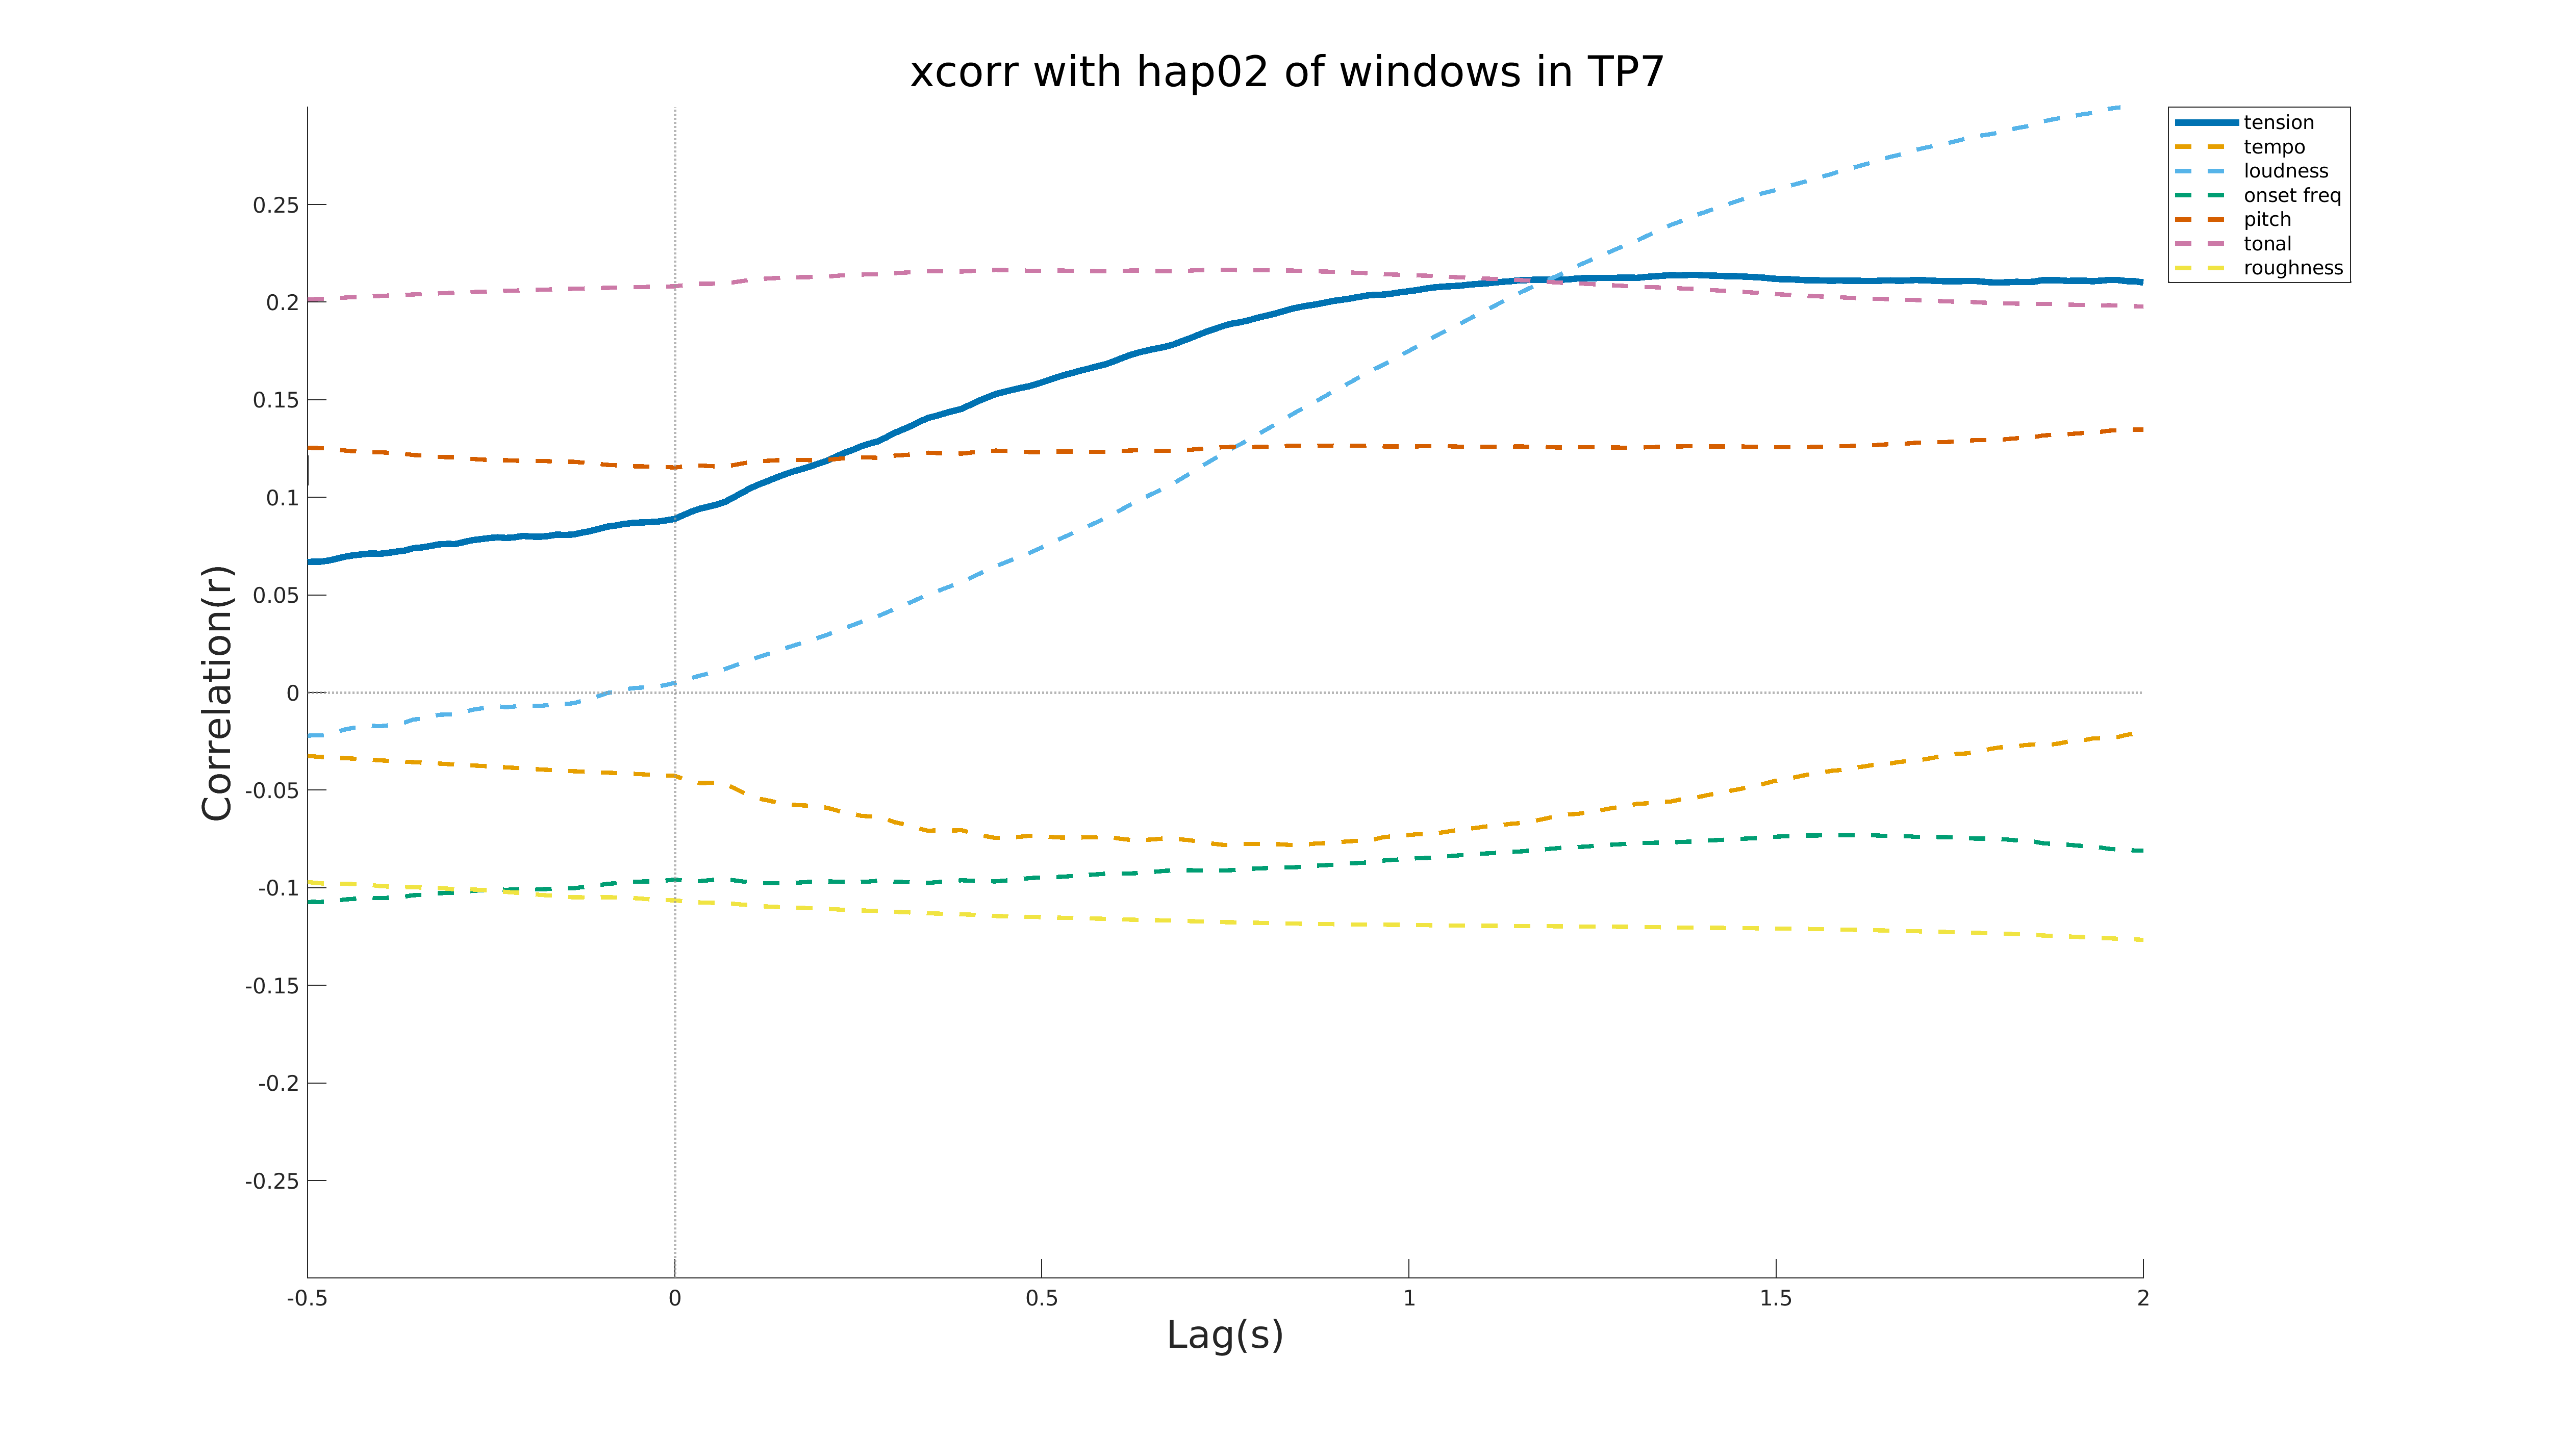 xcorr with hap02 of windows in TP7
tension
tempo
loudness
onset freq
pitch
tonal
roughness
Correlation(r)
0.25
0.2
0.15
0.1
0.05
0
-0.05
-0.1
-0.15
-0.2
-0.25
-0.5
0
0.5
1
1.5
2
Lag(s)